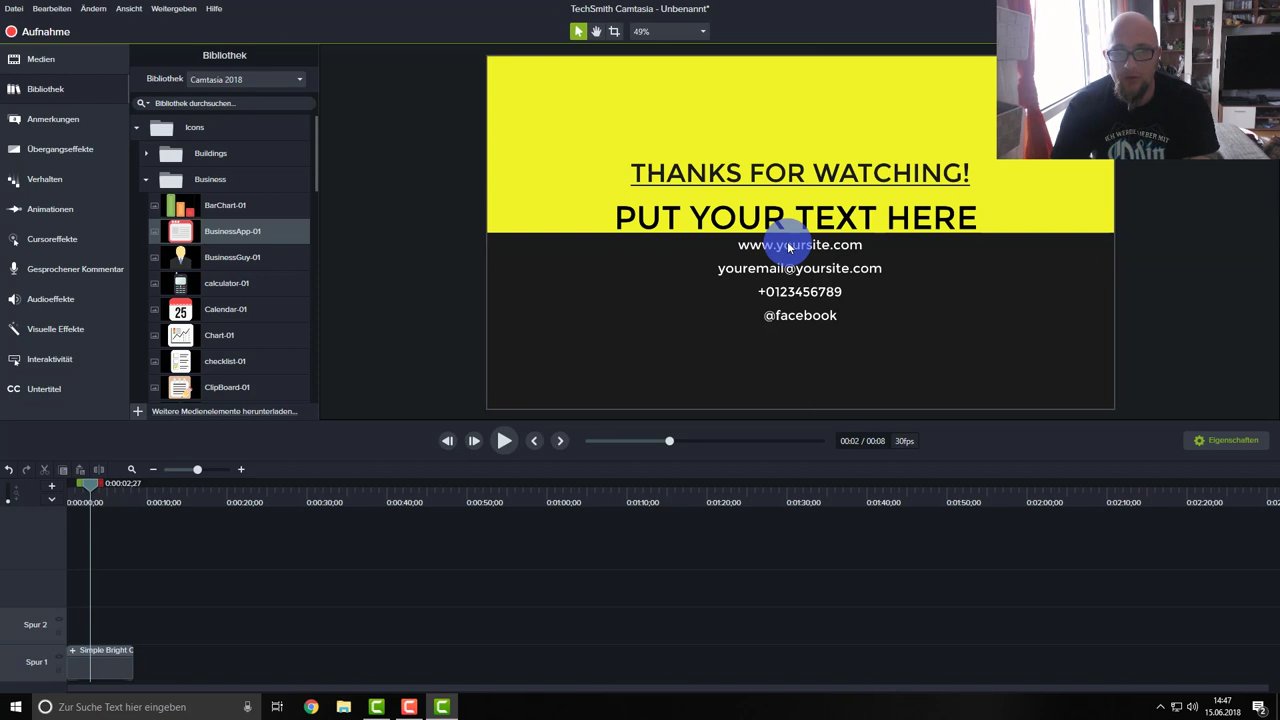 Datei Bearbeiten Ändern Ansicht Weitergeben Hilfe
TechSmith Camtasia - Unbenannt*
Aufnahme
49%
Medien
Bibliothek
Anmerkungen
Übergangseffekte
Verhalten
Animationen
Cursoreffekte
Gesprochener Kommentar
Audioeffekte
Visuelle Effekte
Interaktivität
CC Untertitel
Bibliothek
Bibliothek Camtasia 2018
Bibliothek durchsuchen...
Icons
Buildings
Business
BarChart-01
BusinessApp-01
BusinessGuy-01
calculator-01
25 Calendar-01
Chart-01
checklist-01
ClipBoard-01
Weitere Medienelemente herunterladen...
THANKS FOR WATCHING!
PUT YOUR TEXT HERE
www.yoursite.com
youremail@yoursite.com
+0123456789
@facebook
ICH WERDE BIER MIT
00:02 / 00:08 30fps
Eigenschaften
0:00:02;27
0:00:00;00 0:00:10;00 0:00:20;00 0:00:30;00 0:00:40;00 0:00:50;00 0:01:00;00 0:01:10;00 0:01:20;00 0:01:30;00 0:01:40;00 0:01:50;00 0:02:00;00 0:02:10;00 0:02:20;00
Spur 2
Simple Bright C
Spur 1
Zur Suche Text hier eingeben
14:47
15.06.2018
2